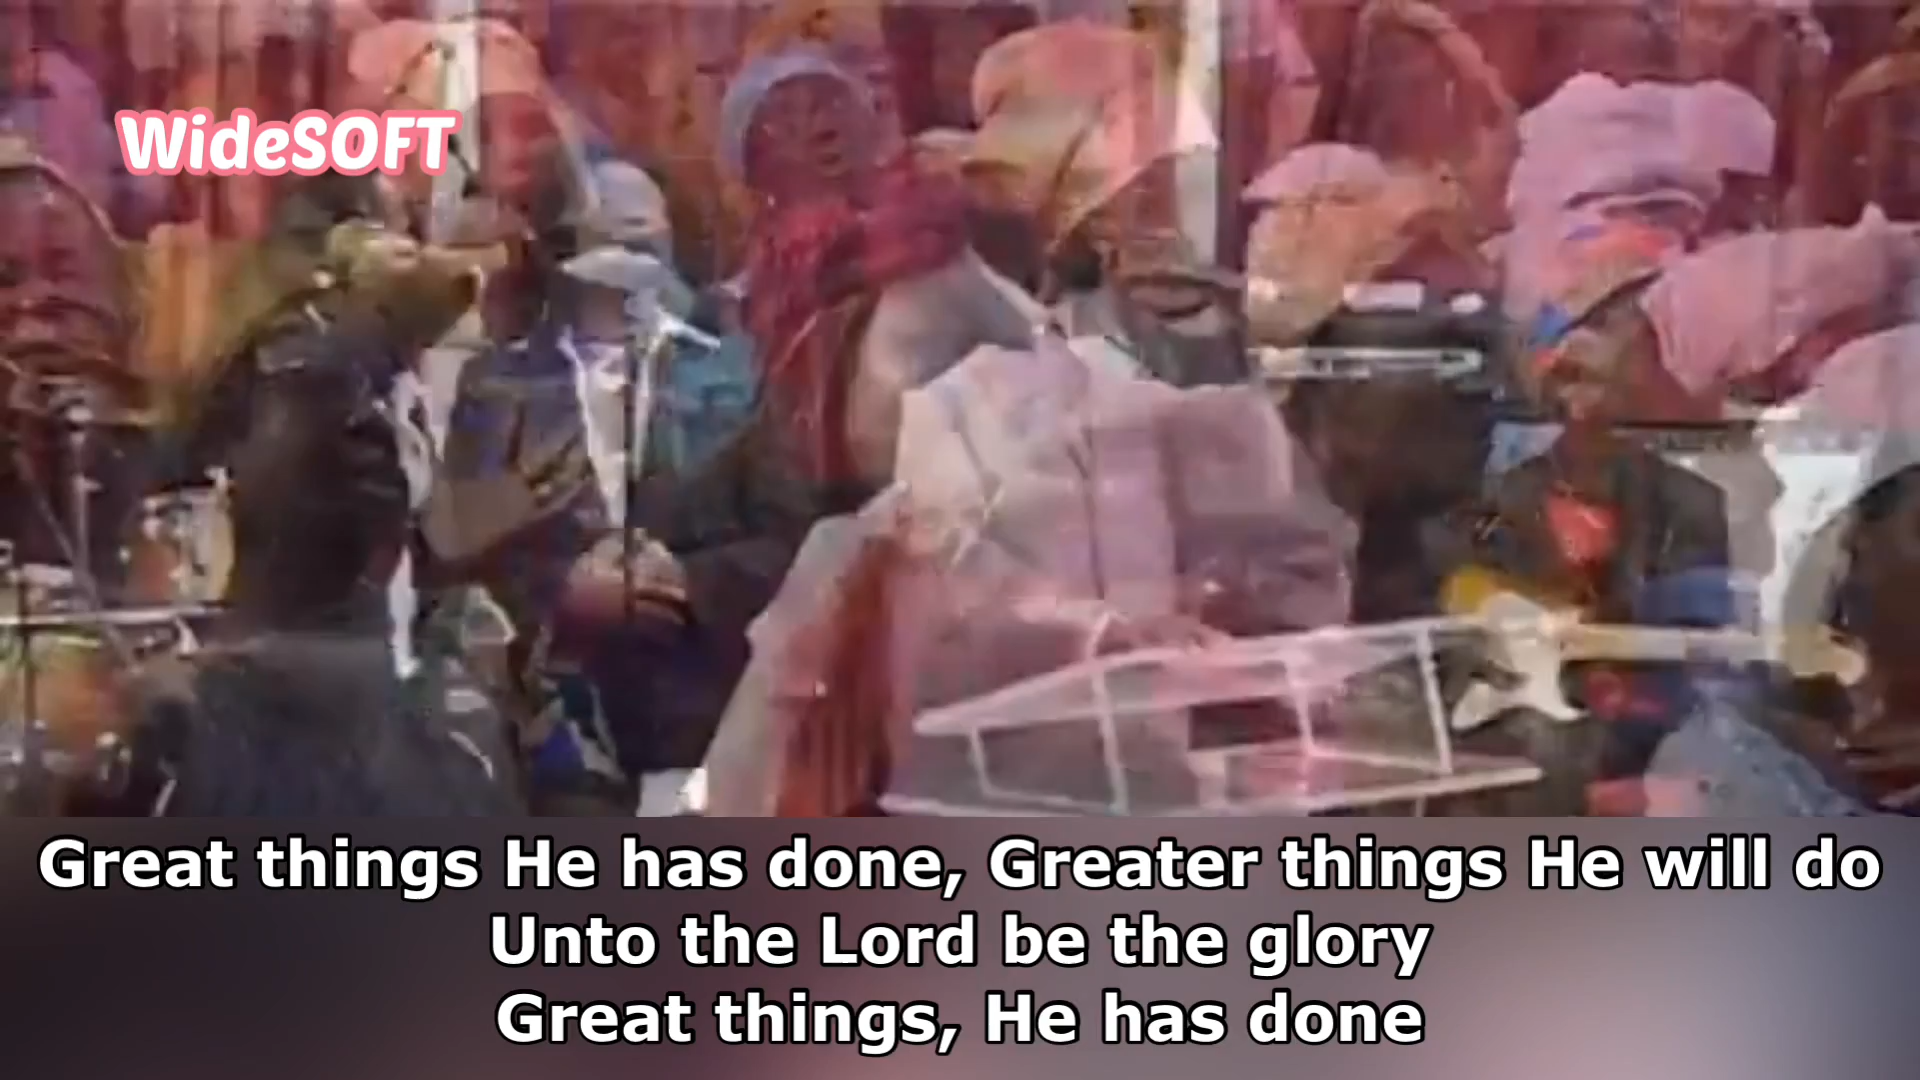 WideSOFT
Great things He has done, Greater things He will do
Unto the Lord be the glory
Great things, He has done